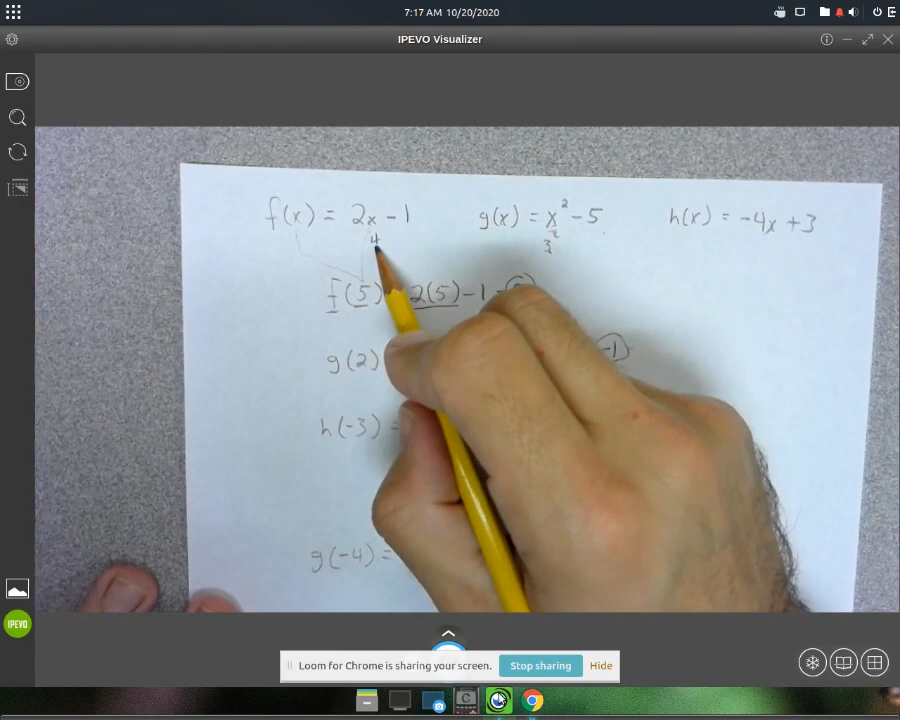 7:17 AM 10/20/2020
IPEVO Visualizer
f(x) = 2x - 1 g(x) = x² - 5 h(x) = -4x + 3
4
f(5) 2(5) - 1
g(2) -1
h(-3) =
g(-4) =
IPEVO
Loom for Chrome is sharing your screen. Stop sharing Hide